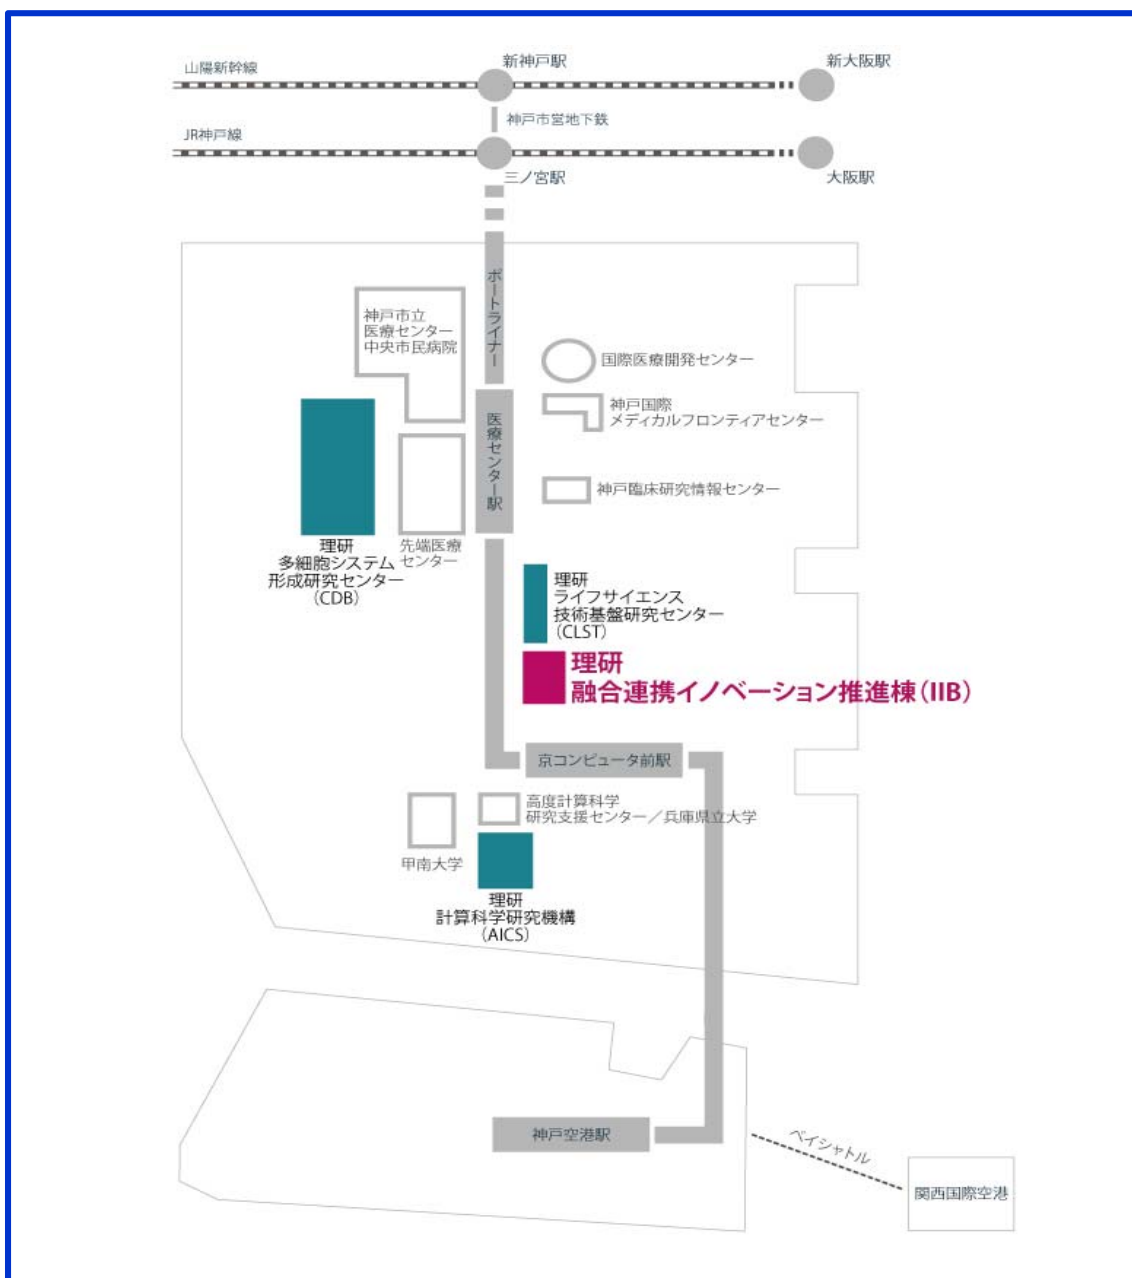 山陽新幹線
新神戸駅
新大阪駅
神戸市営地下鉄
JR神戸線
三ノ宮駅
大阪駅
ポートライナー
神戸市立
医療センター
中央市民病院
国際医療開発センター
神戸国際
メディカルフロンティアセンター
医療センター駅
神戸臨床研究情報センター
理研
多細胞システム
形成研究センター
(CDB)
先端医療
センター
理研
ライフサイエンス
技術基盤研究センター
(CLST)
理研
融合連携イノベーション推進棟(IIB)
京コンピュータ前駅
高度計算科学
研究支援センター／兵庫県立大学
甲南大学
理研
計算科学研究機構
(AICS)
神戸空港駅
ベイシャトル
関西国際空港